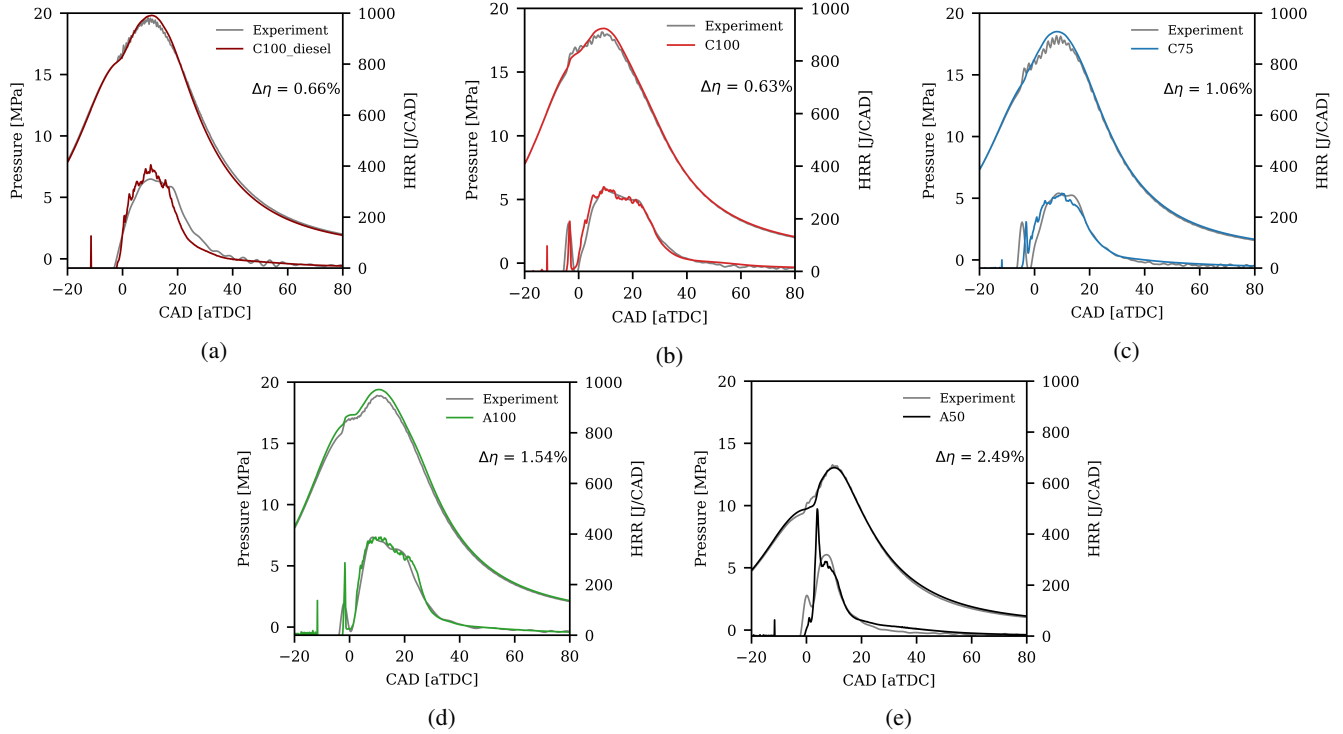 20
15
10
5
0
Pressure [MPa]
Experiment
C100_diesel
Δη = 0.66%
1000
800
600
400
200
0
HRR [J/CAD]
−20 0 20 40 60 80
CAD [aTDC]
(a)
20
15
10
5
0
Pressure [MPa]
Experiment
C100
Δη = 0.63%
1000
800
600
400
200
0
HRR [J/CAD]
−20 0 20 40 60 80
CAD [aTDC]
(b)
20
15
10
5
0
Pressure [MPa]
Experiment
C75
Δη = 1.06%
1000
800
600
400
200
0
HRR [J/CAD]
−20 0 20 40 60 80
CAD [aTDC]
(c)
20
15
10
5
0
Pressure [MPa]
Experiment
A100
Δη = 1.54%
1000
800
600
400
200
0
HRR [J/CAD]
−20 0 20 40 60 80
CAD [aTDC]
(d)
20
15
10
5
0
Pressure [MPa]
Experiment
A50
Δη = 2.49%
1000
800
600
400
200
0
HRR [J/CAD]
−20 0 20 40 60 80
CAD [aTDC]
(e)